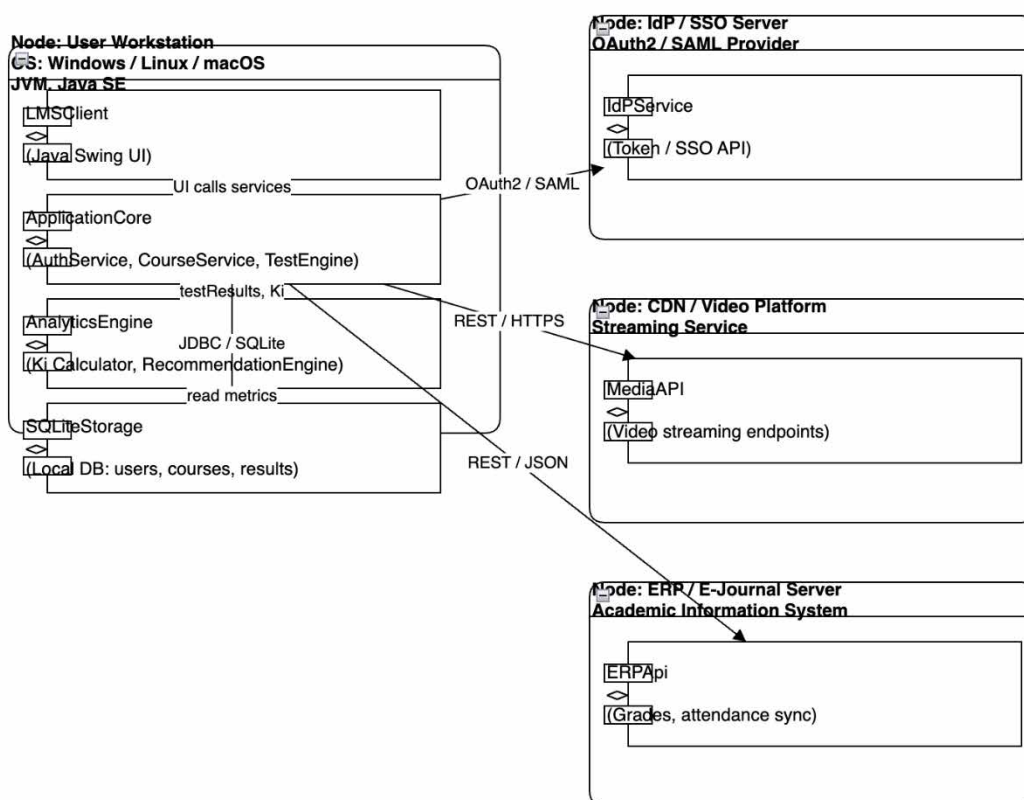 Node: User Workstation
OS: Windows / Linux / macOS
JVM, Java SE
LMSClient
<>
(Java Swing UI)
UI calls services
ApplicationCore
<>
(AuthService, CourseService, TestEngine)
testResults, Ki
AnalyticsEngine
<>
JDBC / SQLite
(Ki Calculator, RecommendationEngine)
read metrics
SQLiteStorage
<>
(Local DB: users, courses, results)
OAuth2 / SAML
REST / HTTPS
REST / JSON
Node: IdP / SSO Server
OAuth2 / SAML Provider
IdPService
<>
(Token / SSO API)
Node: CDN / Video Platform
Streaming Service
MediaAPI
<>
(Video streaming endpoints)
Node: ERP / E-Journal Server
Academic Information System
ERPApi
<>
(Grades, attendance sync)